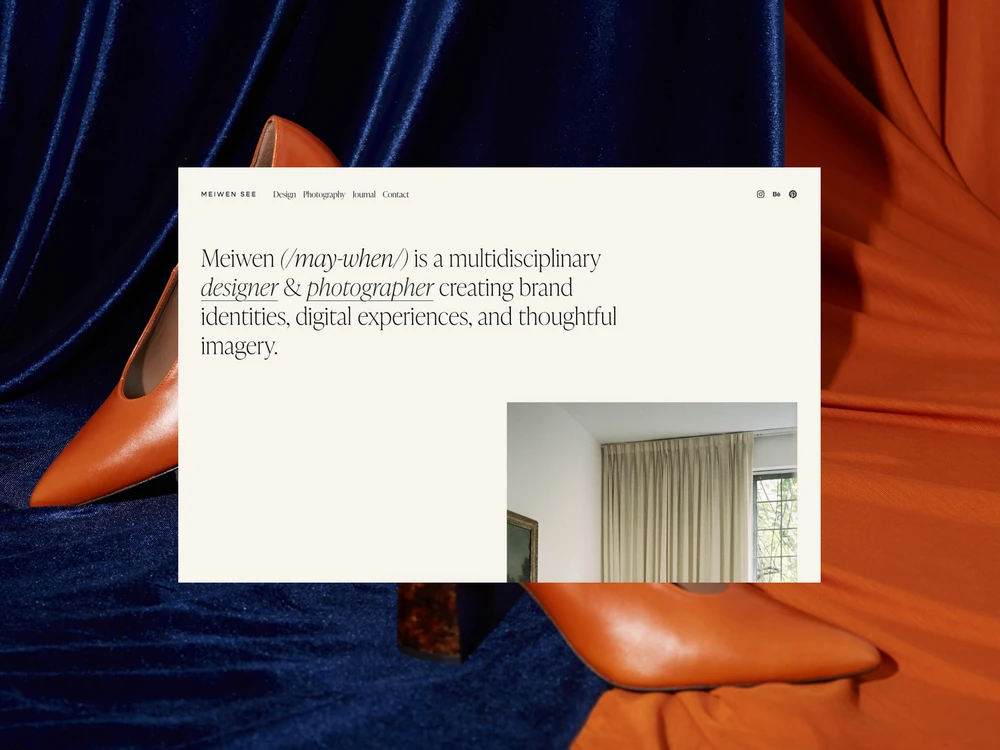 MEIWEN SEE Design Photography Journal Contact Bē
Meiwen (/may-when/) is a multidisciplinary
designer & photographer creating brand
identities, digital experiences, and thoughtful
imagery.